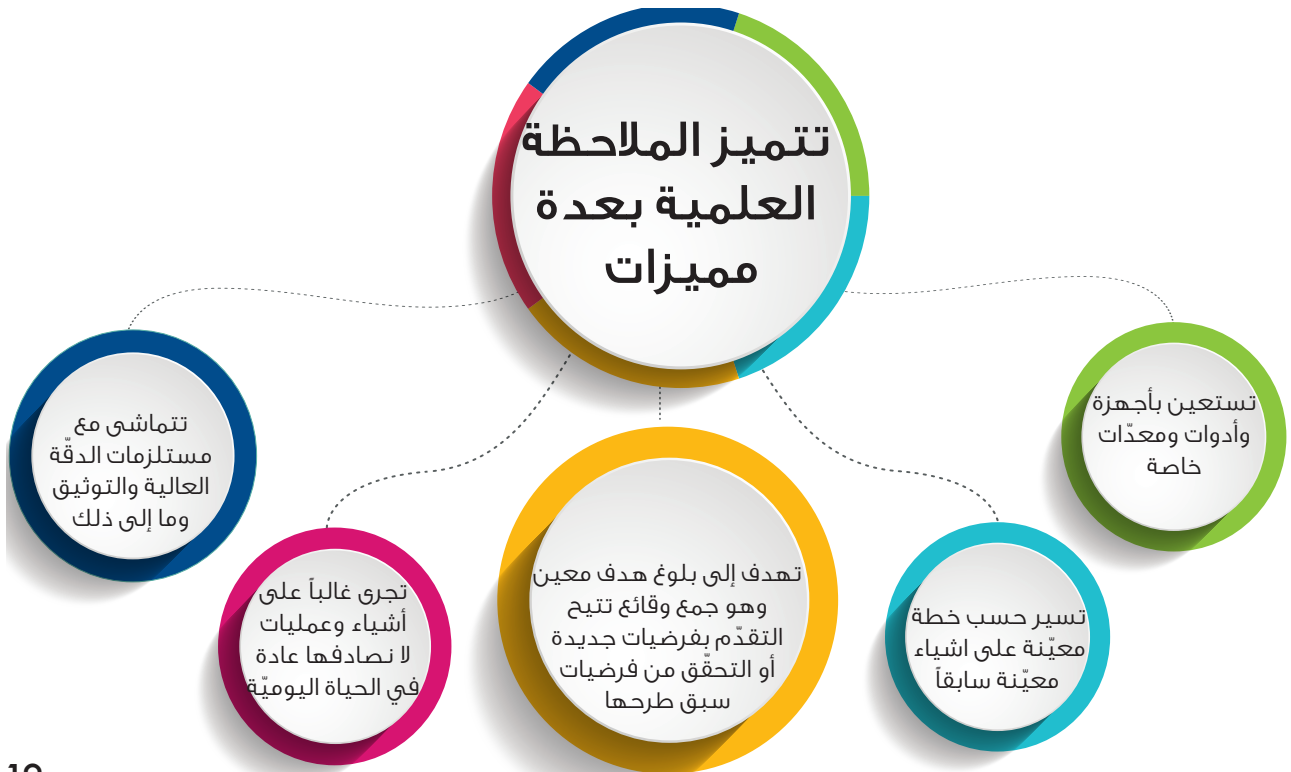 تتميز الملاحظة
العلمية بعدة
مميزات
تستعين بأجهزة
وأدوات ومعدّات
خاصة
تسير حسب خطة
معيّنة على اشياء
معيّنة سابقاً
تهدف إلى بلوغ هدف معين
وهو جمع وقائع تتيح
التقدّم بفرضيات جديدة
أو التحقّق من فرضيات
سبق طرحها
تجرى غالباً على
أشياء وعمليات
لا نصادفها عادة
في الحياة اليوميّة
تتماشى مع
مستلزمات الدقّة
العالية والتوثيق
وما إلى ذلك